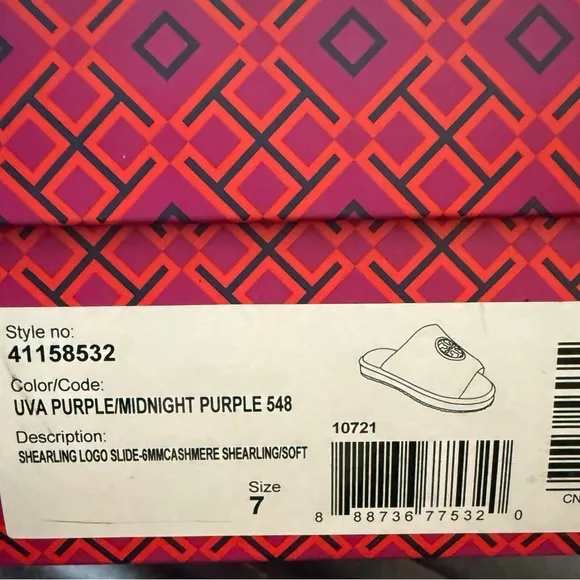 Style no:
41158532
Color/Code:
UVA PURPLE/MIDNIGHT PURPLE 548
Description:
SHEARLING LOGO SLIDE-6MMCASHMERE SHEARLING/SOFT
Size
7
10721
8 88736 77532 0
CN